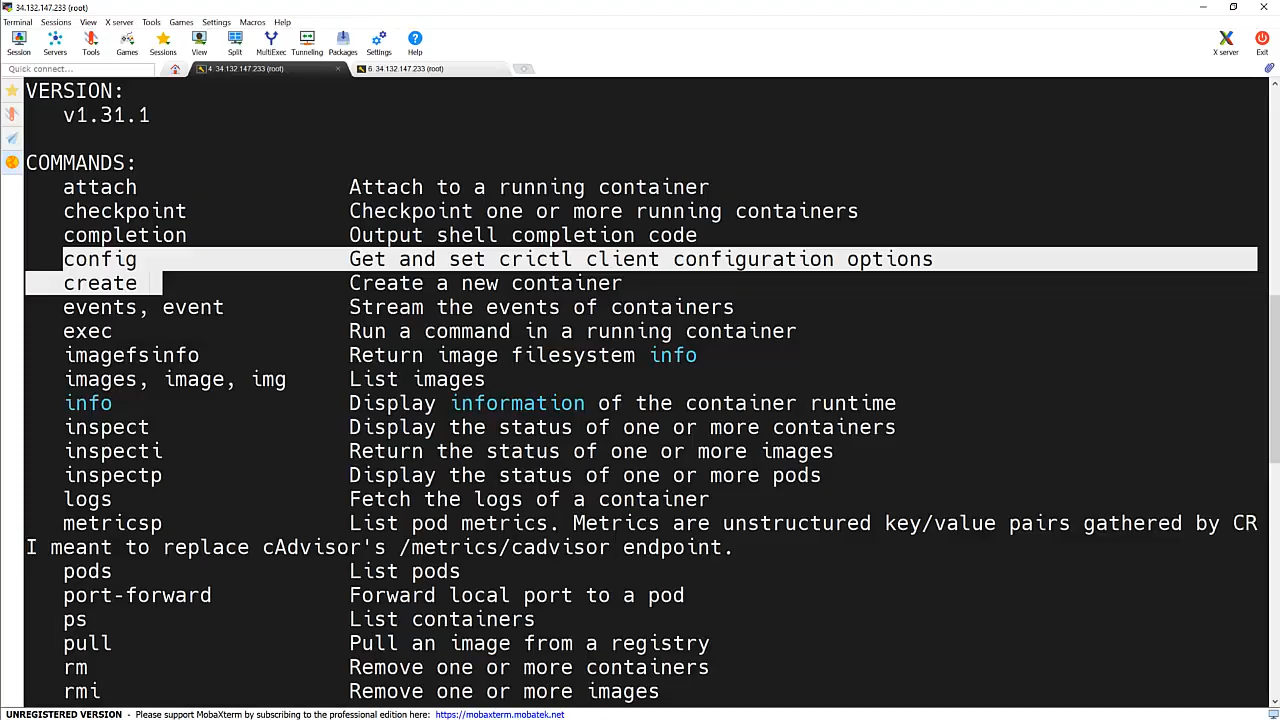 34.132.147.233 (root)
Terminal Sessions View X server Tools Games Settings Macros Help
Session Servers Tools Games Sessions View Split MultiExec Tunneling Packages Settings Help X server Exit
Quick connect... 4. 34.132.147.233 (root) 6. 34.132.147.233 (root)
VERSION:
v1.31.1
COMMANDS:
attach Attach to a running container
checkpoint Checkpoint one or more running containers
completion Output shell completion code
config Get and set crictl client configuration options
create Create a new container
events, event Stream the events of containers
exec Run a command in a running container
imagefsinfo Return image filesystem info
images, image, img List images
info Display information of the container runtime
inspect Display the status of one or more containers
inspecti Return the status of one or more images
inspectp Display the status of one or more pods
logs Fetch the logs of a container
metricsp List pod metrics. Metrics are unstructured key/value pairs gathered by CR
I meant to replace cAdvisor's /metrics/cadvisor endpoint.
pods List pods
port-forward Forward local port to a pod
ps List containers
pull Pull an image from a registry
rm Remove one or more containers
rmi Remove one or more images
UNREGISTERED VERSION - Please support MobaXterm by subscribing to the professional edition here: https://mobaxterm.mobatek.net